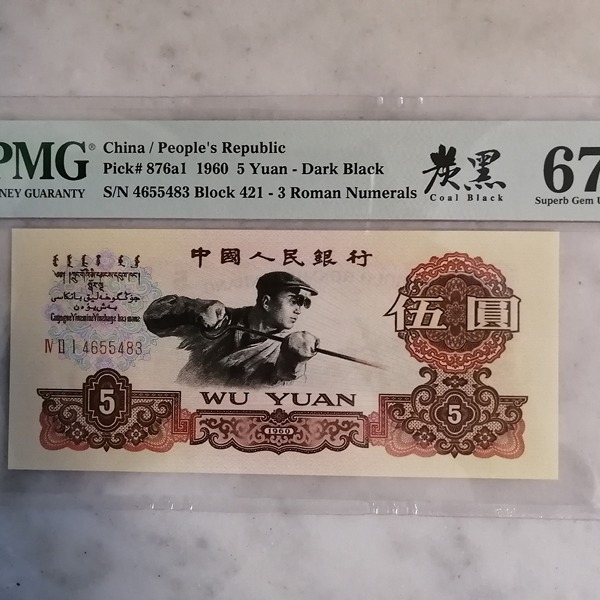 PMG®
NEY GUARANTY
China / People's Republic
Pick# 876a1 1960 5 Yuan - Dark Black
S/N 4655483 Block 421 - 3 Roman Numerals
炭黑
Coal Black
67
Superb Gem U
中國人民銀行
伍圓
IV II I 4655483
WU YUAN
5
1960
5